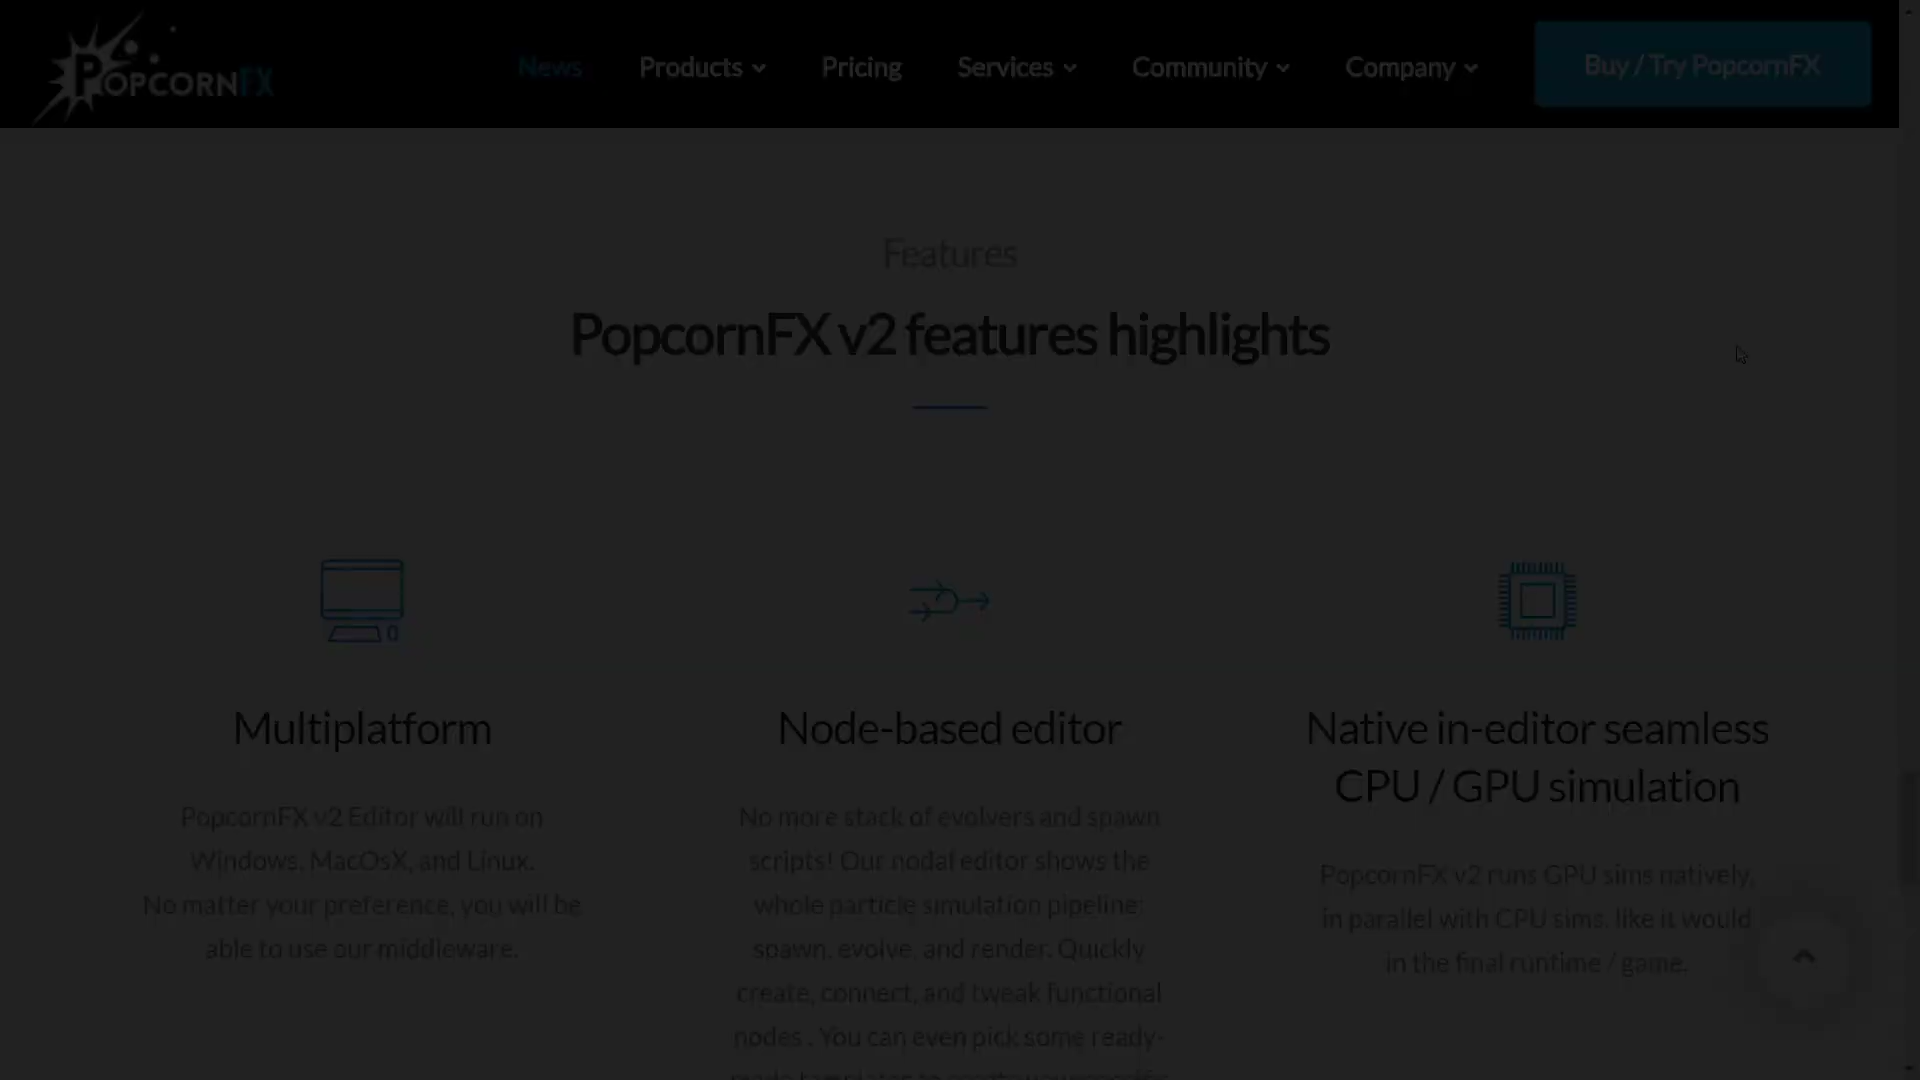 POPCORNFX
News
Products
Pricing
Services
Community
Company
Buy / Try PopcornFX
Features
PopcornFX v2 features highlights
Multiplatform
PopcornFX v2 Editor will run on
Windows, MacOsX, and Linux.
No matter your preference, you will be
able to use our middleware.
Node-based editor
No more stack of evolvers and spawn
scripts! Our nodal editor shows the
whole particle simulation pipeline:
spawn, evolve, and render. Quickly
create, connect, and tweak functional
nodes . You can even pick some ready-
Native in-editor seamless
CPU / GPU simulation
PopcornFX v2 runs GPU sims natively,
in parallel with CPU sims, like it would
in the final runtime / game.